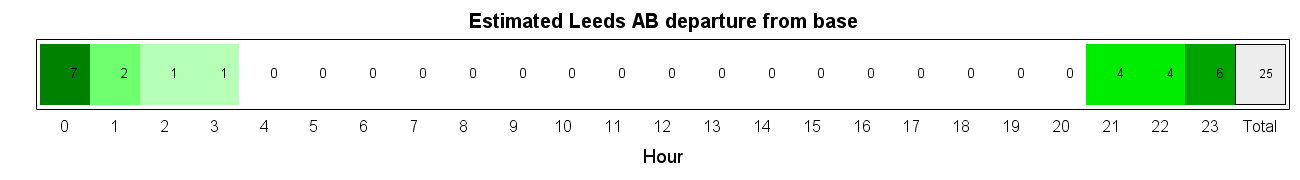 Estimated Leeds AB departure from base
7 2 1 1 0 0 0 0 0 0 0 0 0 0 0 0 0 0 0 0 0 4 4 6 25
0 1 2 3 4 5 6 7 8 9 10 11 12 13 14 15 16 17 18 19 20 21 22 23 Total
Hour